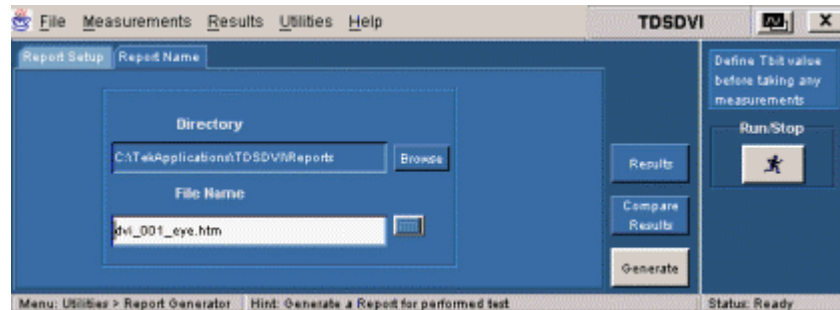 File Measurements Results Utilities Help TDSDVI X
Report Setup Report Name
Define Tbit value
before taking any
measurements
Run/Stop
Directory
C:\TekApplications\TDSDVI\Reports Browse
Results
File Name
dvi_001_eye.htm
Compare
Results
Generate
Menu: Utilities > Report Generator Hint: Generate a Report for performed test Status: Ready